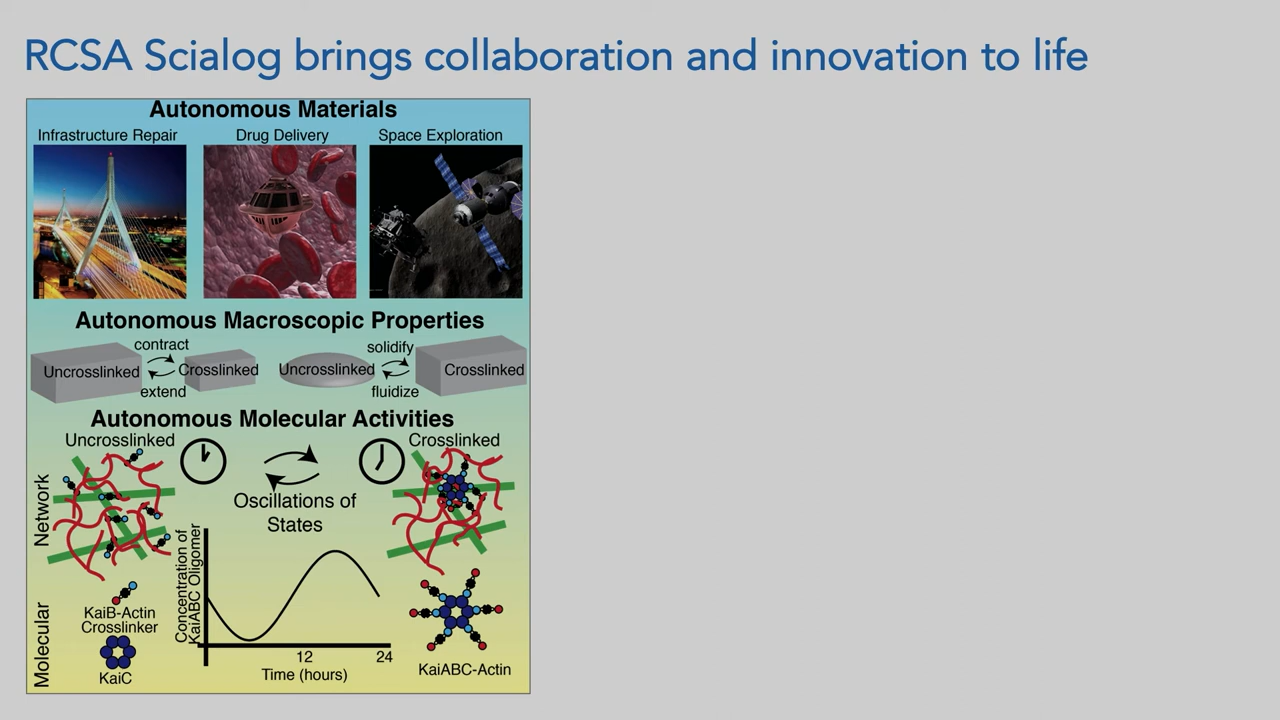 RCSA Scialog brings collaboration and innovation to life
Autonomous Materials
Infrastructure Repair
Drug Delivery
Space Exploration
Autonomous Macroscopic Properties
contract
Uncrosslinked
Crosslinked
extend
solidify
Uncrosslinked
Crosslinked
fluidize
Autonomous Molecular Activities
Uncrosslinked
Crosslinked
Network
Oscillations of
States
Molecular
KaiB-Actin
Crosslinker
KaiC
Concentration of
KaiABC Oligomer
12
24
Time (hours)
KaiABC-Actin